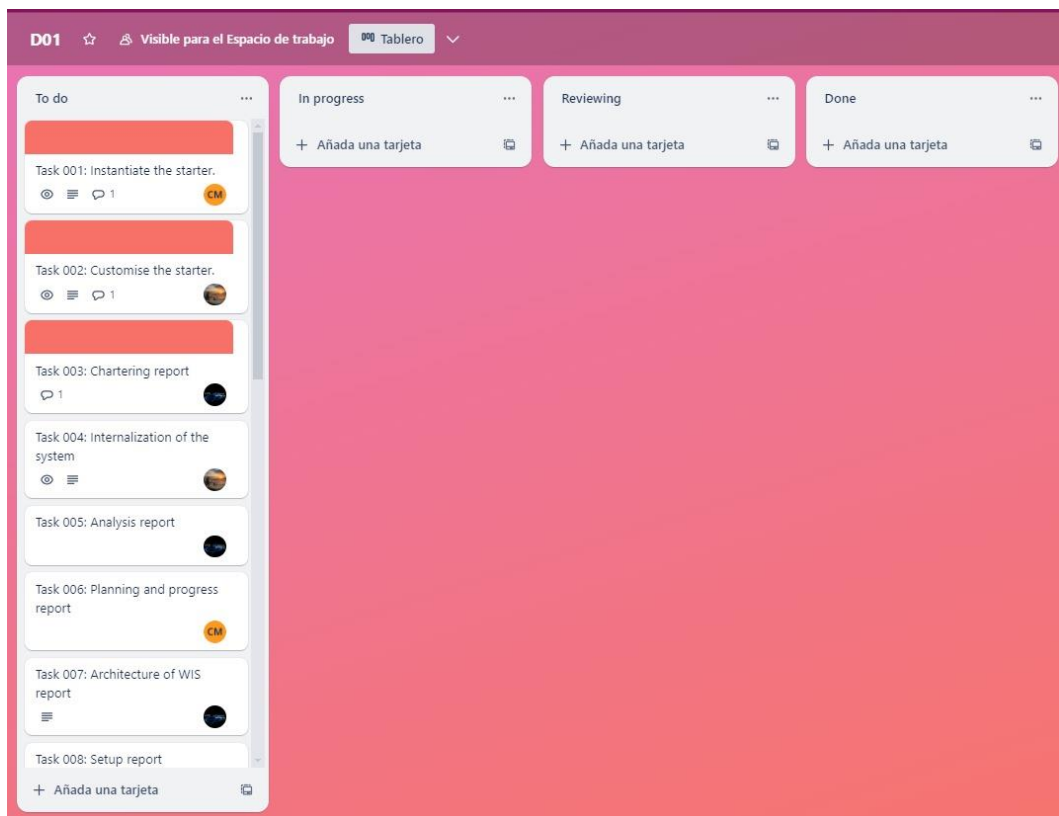 D01 Visible para el Espacio de trabajo Tablero
To do
Task 001: Instantiate the starter.
1 CM
Task 002: Customise the starter.
1
Task 003: Chartering report
1
Task 004: Internalization of the
system
Task 005: Analysis report
Task 006: Planning and progress
report
CM
Task 007: Architecture of WIS
report
Task 008: Setup report
+ Añada una tarjeta
In progress
+ Añada una tarjeta
Reviewing
+ Añada una tarjeta
Done
+ Añada una tarjeta